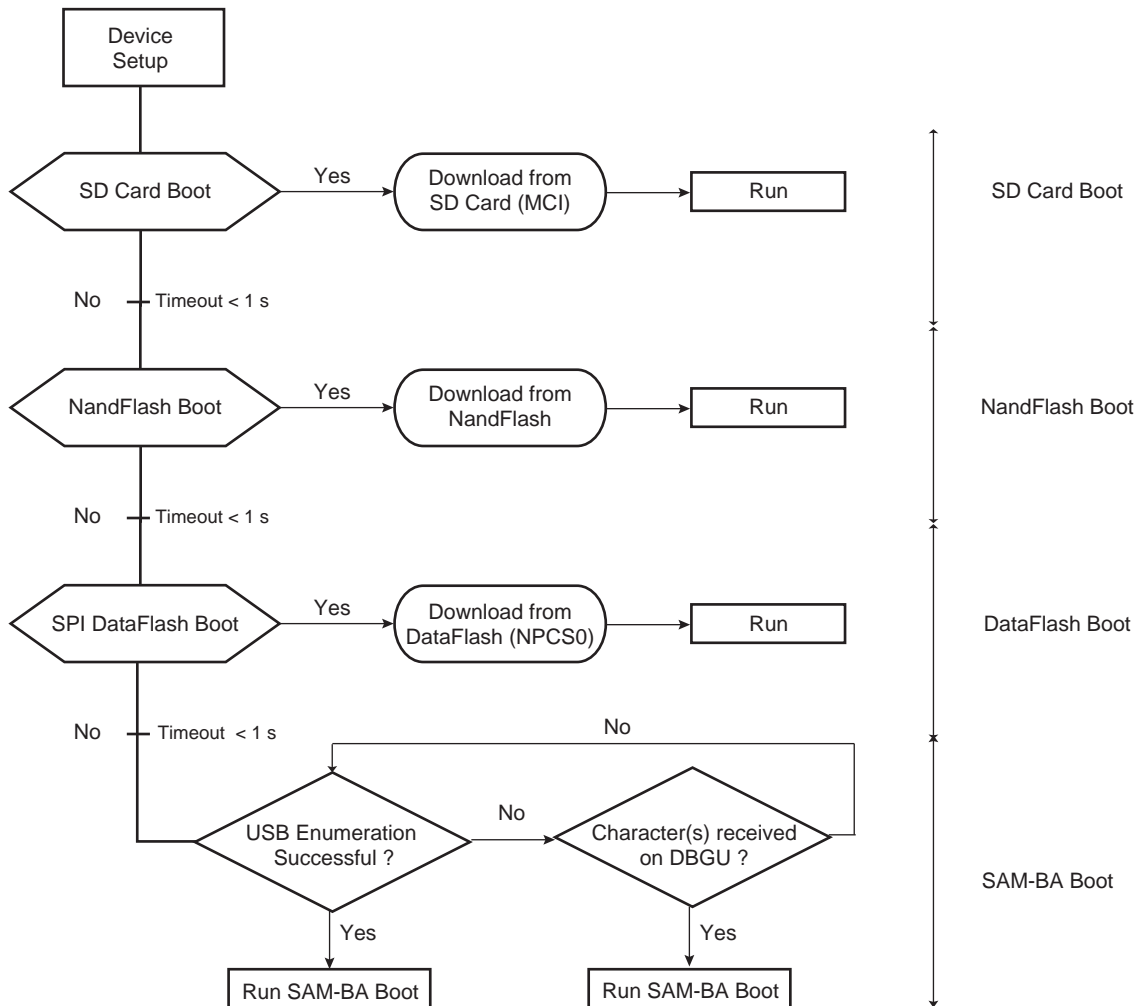 Device
Setup
SD Card Boot
Yes
Download from
SD Card (MCI)
Run
SD Card Boot
No
Timeout < 1 s
NandFlash Boot
Yes
Download from
NandFlash
Run
NandFlash Boot
No
Timeout < 1 s
SPI DataFlash Boot
Yes
Download from
DataFlash (NPCS0)
Run
DataFlash Boot
No
Timeout < 1 s
No
USB Enumeration
Successful ?
No
Character(s) received
on DBGU ?
SAM-BA Boot
Yes
Yes
Run SAM-BA Boot
Run SAM-BA Boot